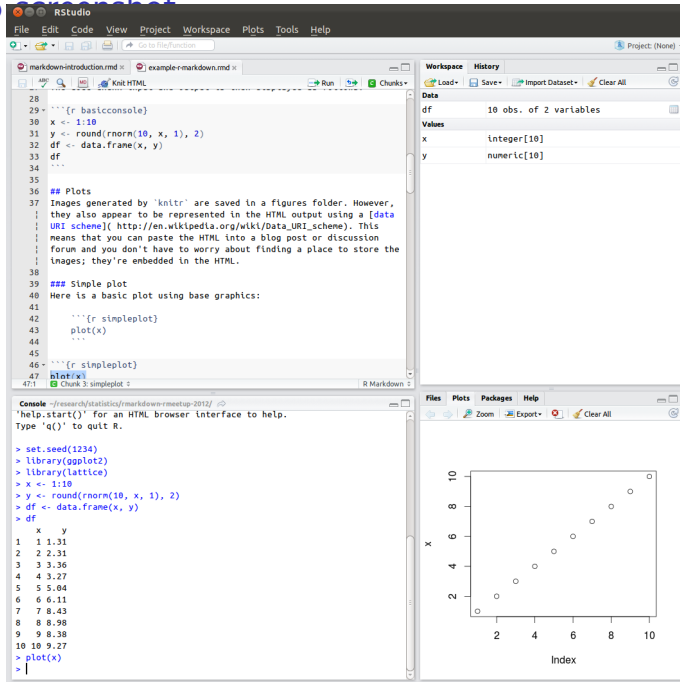 screenshot
RStudio
File Edit Code View Project Workspace Plots Tools Help
Go to file/function
Project: (None)
markdown-introduction.rmd × example-r-markdown.rmd ×
ABC MD Knit HTML Run Chunks
28
29 ```{r basicconsole}
30 x <- 1:10
31 y <- round(rnorm(10, x, 1), 2)
32 df <- data.frame(x, y)
33 df
34 ```
35
36 ## Plots
37 Images generated by `knitr` are saved in a figures folder. However,
they also appear to be represented in the HTML output using a [data
URI scheme]( http://en.wikipedia.org/wiki/Data_URI_scheme). This
means that you can paste the HTML into a blog post or discussion
forum and you don't have to worry about finding a place to store the
images; they're embedded in the HTML.
38
39 ### Simple plot
40 Here is a basic plot using base graphics:
41
42 ```{r simpleplot}
43 plot(x)
44 ```
45
46 ```{r simpleplot}
47 plot(x)
47:1 Chunk 3: simpleplot R Markdown
Workspace History
Load Save Import Dataset Clear All
Data
df 10 obs. of 2 variables
Values
x integer[10]
y numeric[10]
Console ~/research/statistics/rmarkdown-rmeetup-2012/
'help.start()' for an HTML browser interface to help.
Type 'q()' to quit R.
> set.seed(1234)
> library(ggplot2)
> library(lattice)
> x <- 1:10
> y <- round(rnorm(10, x, 1), 2)
> df <- data.frame(x, y)
> df
x y
1 1 1.31
2 2 2.31
3 3 3.36
4 4 3.27
5 5 5.04
6 6 6.11
7 7 8.43
8 8 8.98
9 9 8.38
10 10 9.27
> plot(x)
>
Files Plots Packages Help
Zoom Export Clear All
10
8
6
4
2
x
2 4 6 8 10
Index